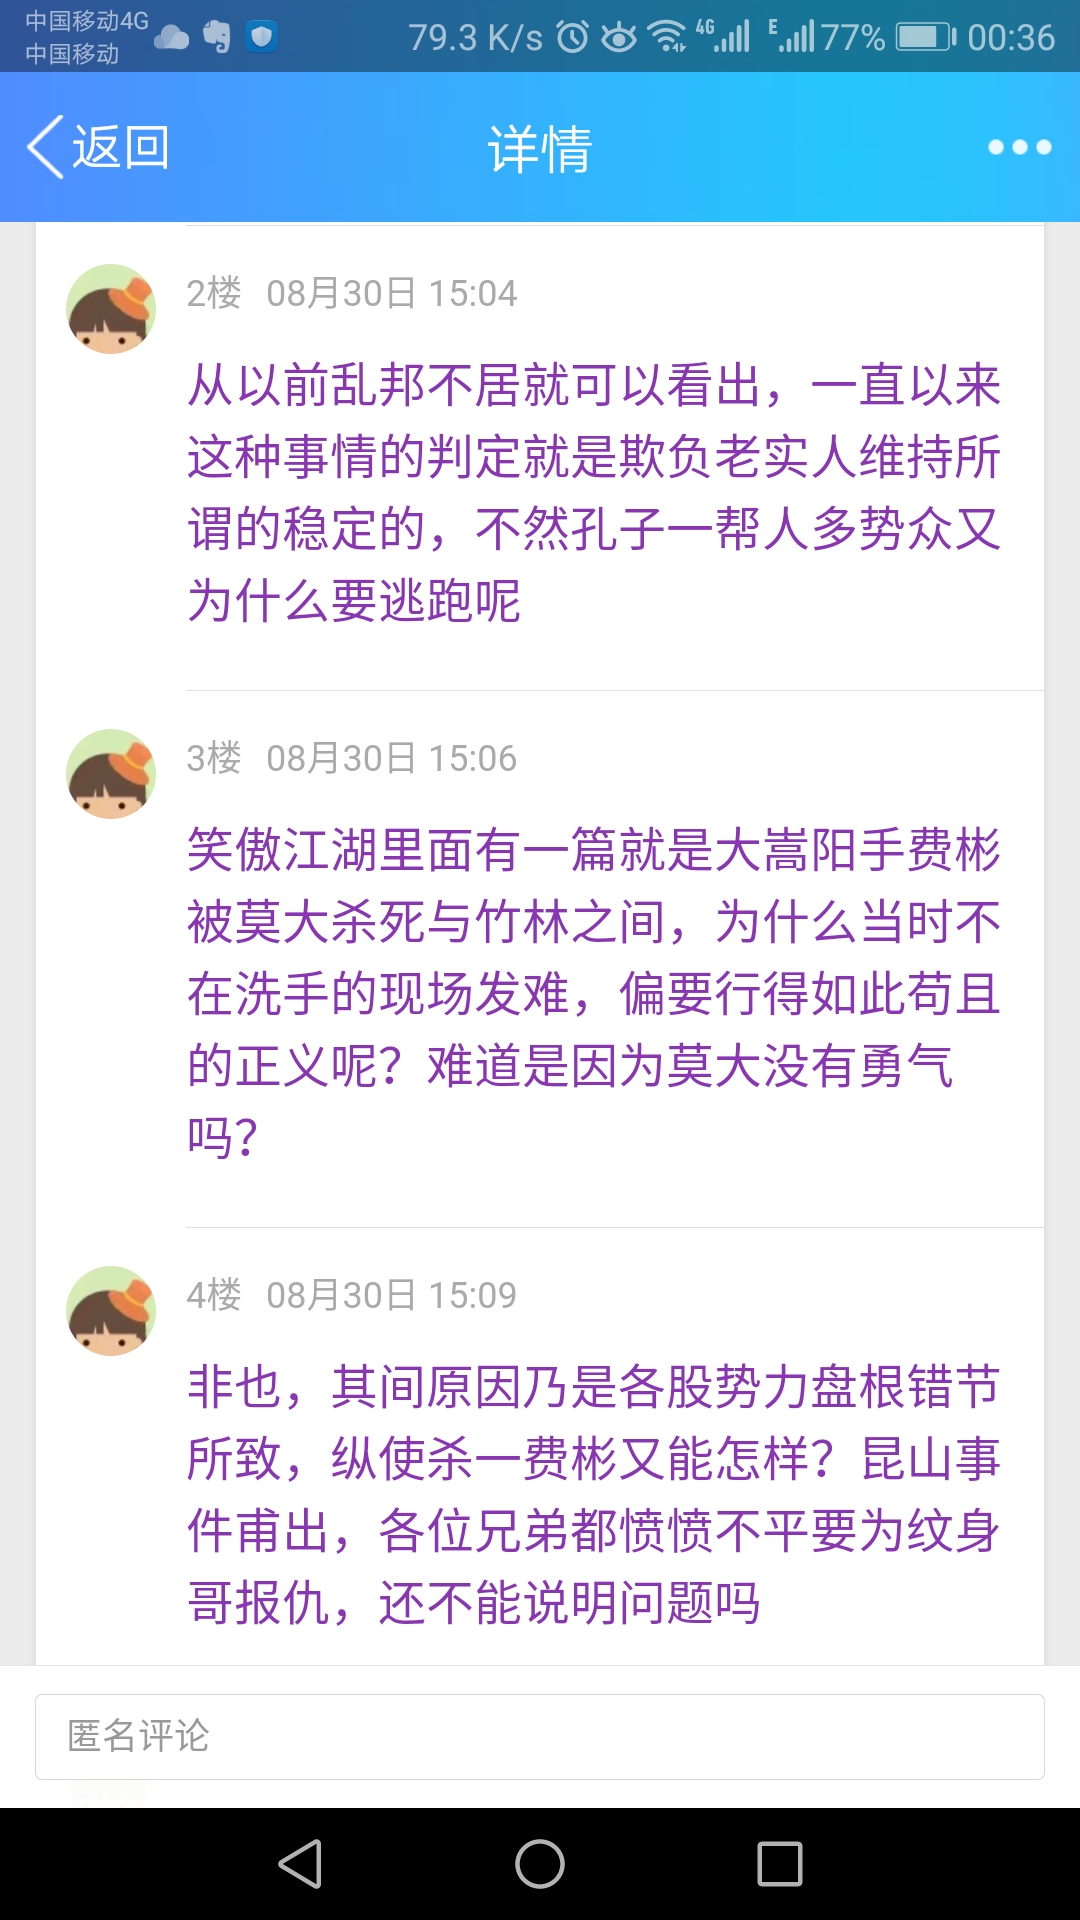 中国移动4G
中国移动
79.3 K/s 4G E 77% 00:36
返回 详情
2楼 08月30日 15:04
从以前乱邦不居就可以看出，一直以来
这种事情的判定就是欺负老实人维持所
谓的稳定的，不然孔子一帮人多势众又
为什么要逃跑呢
3楼 08月30日 15:06
笑傲江湖里面有一篇就是大嵩阳手费彬
被莫大杀死与竹林之间，为什么当时不
在洗手的现场发难，偏要行得如此苟且
的正义呢？难道是因为莫大没有勇气
吗？
4楼 08月30日 15:09
非也，其间原因乃是各股势力盘根错节
所致，纵使杀一费彬又能怎样？昆山事
件甫出，各位兄弟都愤愤不平要为纹身
哥报仇，还不能说明问题吗
匿名评论